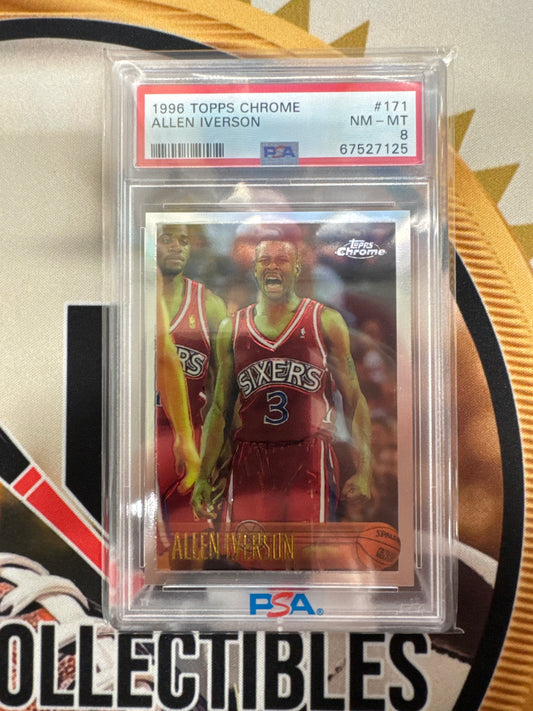 1996 TOPPS CHROME #171
ALLEN IVERSON NM - MT
8
PSA 67527125
Topps
Chrome
SIXERS
3
ALLEN IVERSON
SPALDING
PSA
OLLECTIBLES